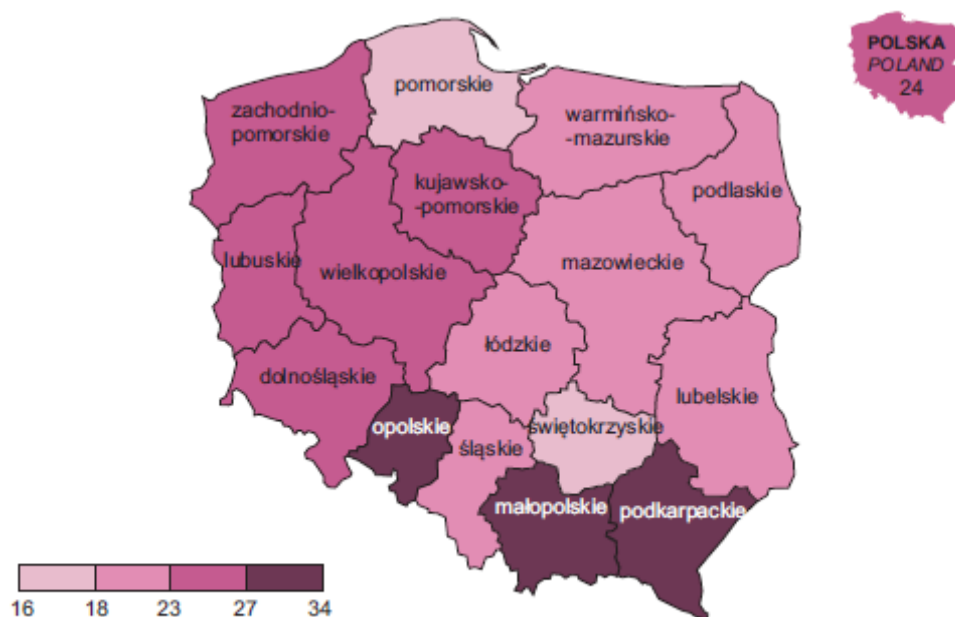 POLSKA
POLAND
24
pomorskie
zachodnio-
pomorskie
warmińsko-
-mazurskie
kujawsko-
-pomorskie
podlaskie
lubuskie
wielkopolskie
mazowieckie
łódzkie
dolnośląskie
lubelskie
opolskie
świętokrzyskie
śląskie
małopolskie
podkarpackie
16 18 23 27 34